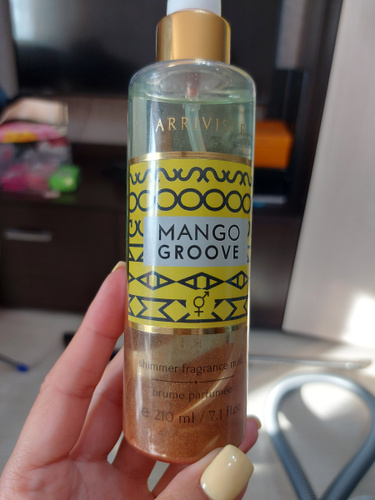 ARRIVISTE
MANGO
GROOVE
shimmer fragrance mist
brume parfumée
e 210 ml / 7.1 fl oz